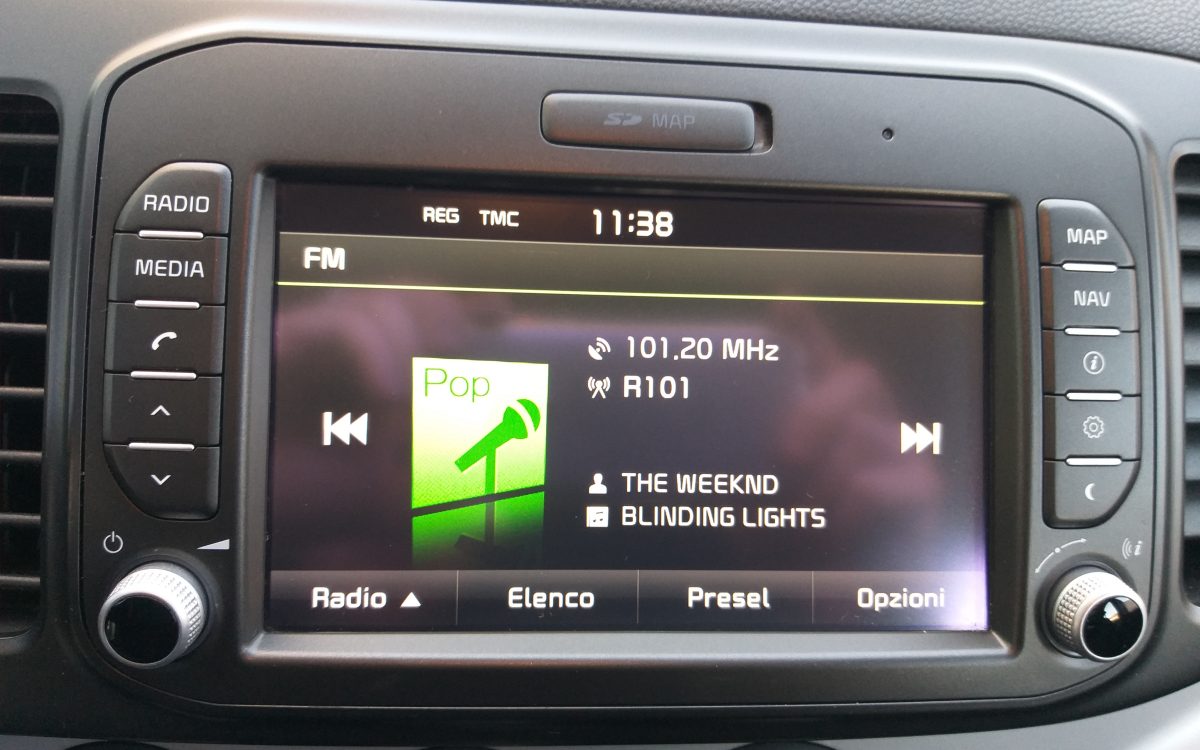 SD MAP
RADIO
MEDIA
MAP
NAV
REG TMC 11:38
FM
Pop
101.20 MHz
R101
THE WEEKND
BLINDING LIGHTS
Radio ▲ Elenco Presel Opzioni